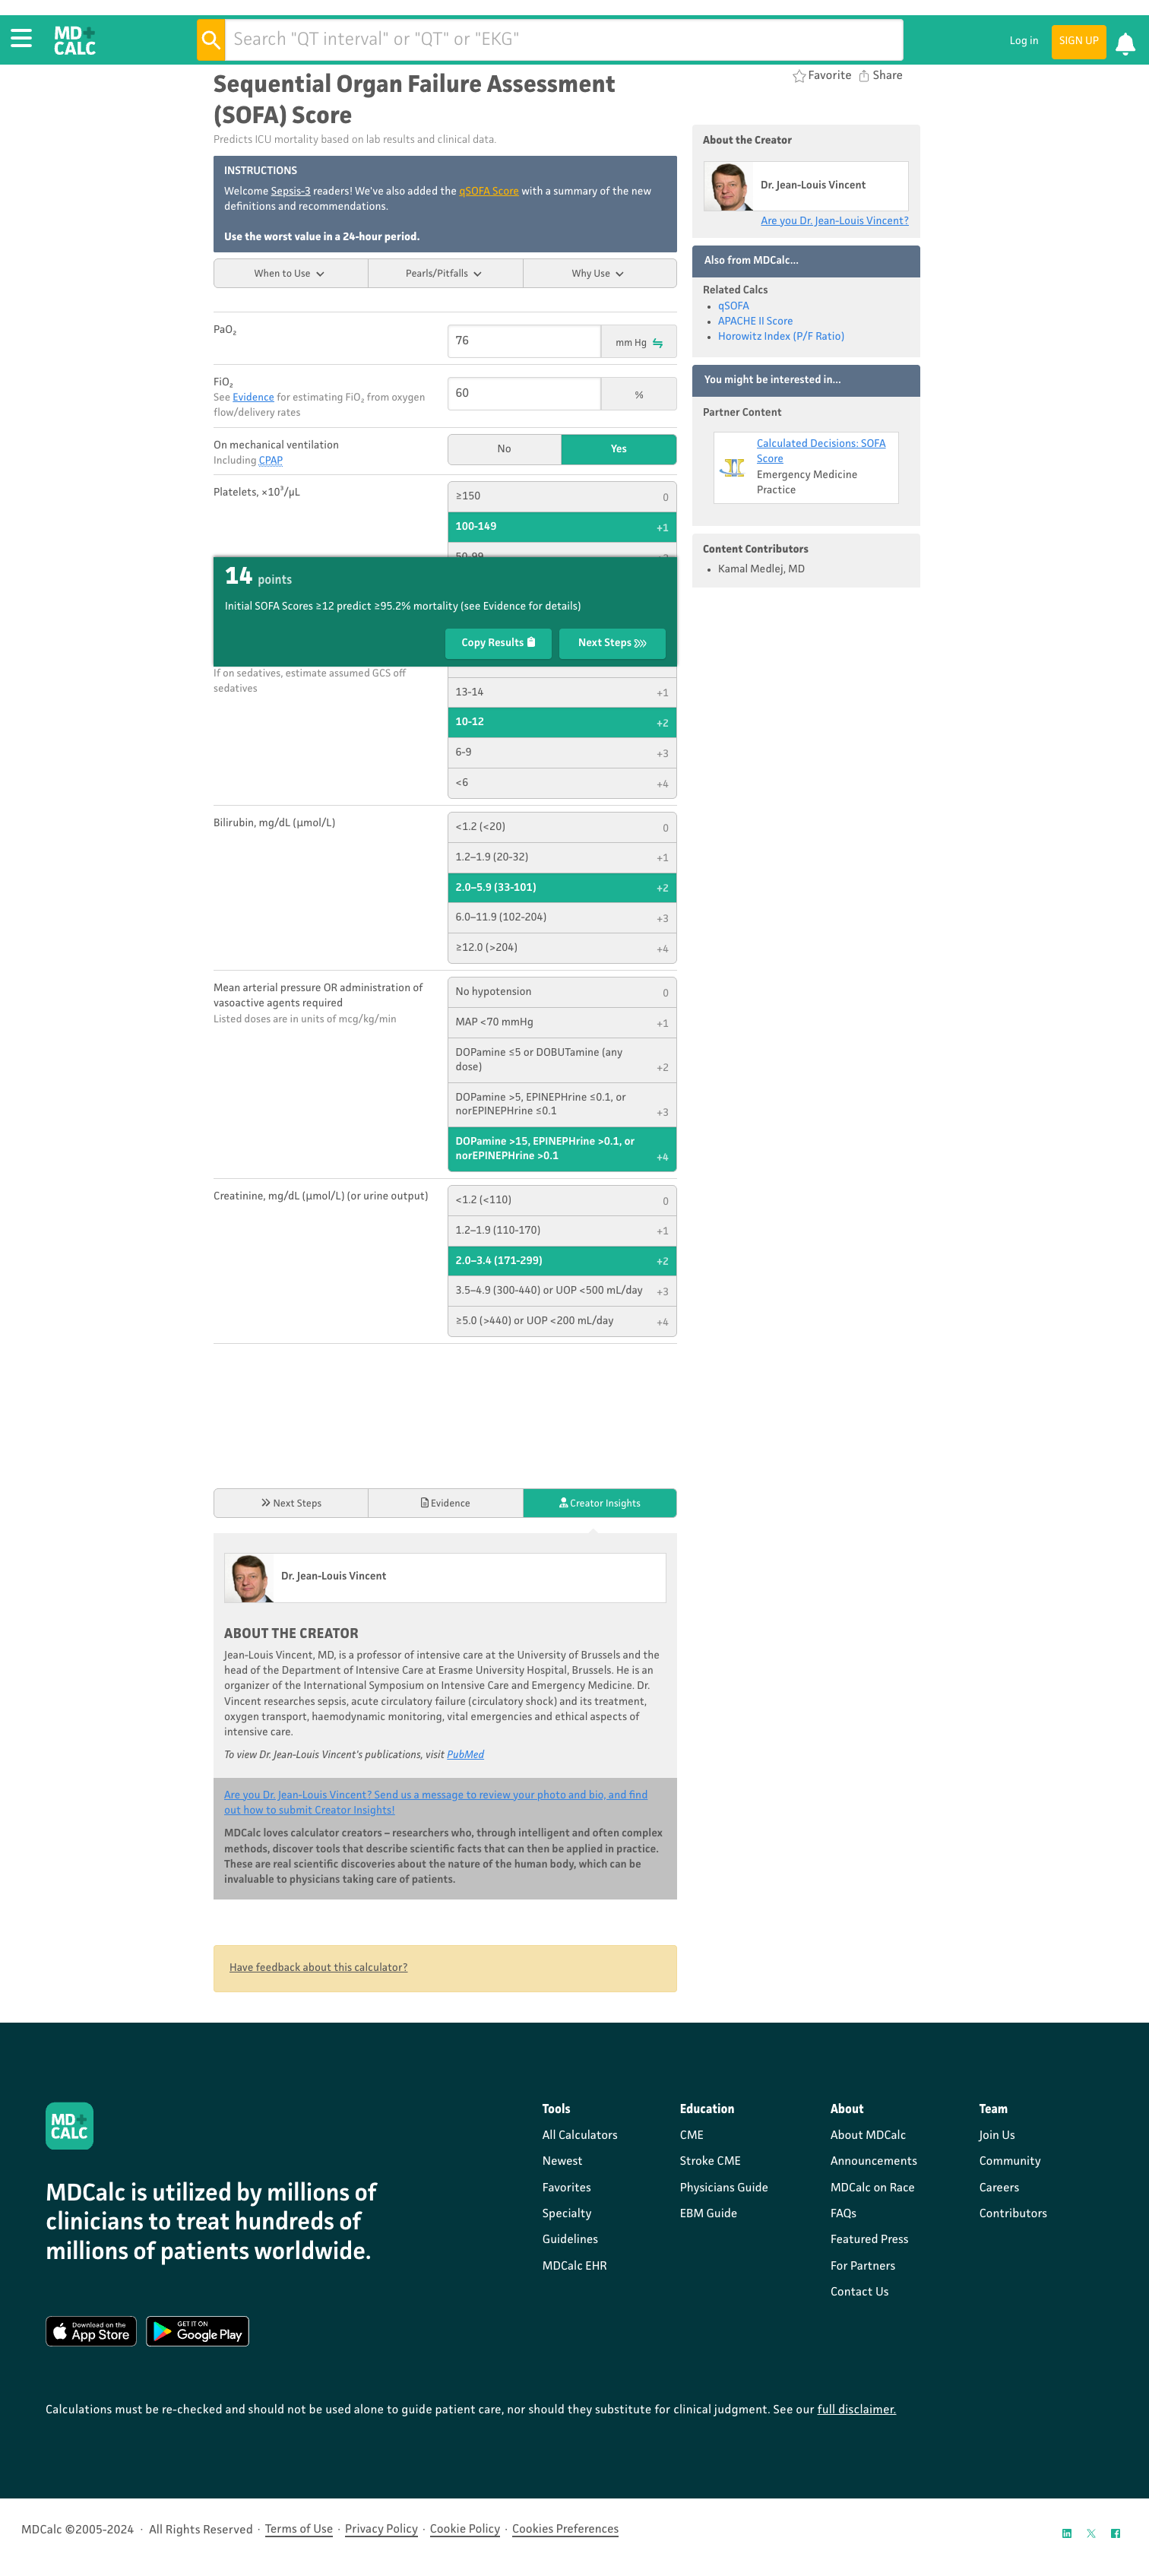 MD+
CALC
Search "QT interval" or "QT" or "EKG"
Log in
SIGN UP
Sequential Organ Failure Assessment
(SOFA) Score
Favorite
Share
Predicts ICU mortality based on lab results and clinical data.
INSTRUCTIONS
Welcome Sepsis-3 readers! We've also added the qSOFA Score with a summary of the new
definitions and recommendations.
Use the worst value in a 24-hour period.
When to Use
Pearls/Pitfalls
Why Use
PaO₂
76
mm Hg
FiO₂
See Evidence for estimating FiO₂ from oxygen
flow/delivery rates
60
%
On mechanical ventilation
Including CPAP
No
Yes
Platelets, ×10³/µL
≥150 0
100-149 +1
14 points
Initial SOFA Scores ≥12 predict ≥95.2% mortality (see Evidence for details)
Copy Results
Next Steps
If on sedatives, estimate assumed GCS off
sedatives
13-14 +1
10-12 +2
6-9 +3
<6 +4
Bilirubin, mg/dL (µmol/L)
<1.2 (<20) 0
1.2–1.9 (20-32) +1
2.0–5.9 (33-101) +2
6.0–11.9 (102-204) +3
≥12.0 (>204) +4
Mean arterial pressure OR administration of
vasoactive agents required
Listed doses are in units of mcg/kg/min
No hypotension 0
MAP <70 mmHg +1
DOPamine ≤5 or DOBUTamine (any
dose) +2
DOPamine >5, EPINEPHrine ≤0.1, or
norEPINEPHrine ≤0.1 +3
DOPamine >15, EPINEPHrine >0.1, or
norEPINEPHrine >0.1 +4
Creatinine, mg/dL (µmol/L) (or urine output)
<1.2 (<110) 0
1.2–1.9 (110-170) +1
2.0–3.4 (171-299) +2
3.5–4.9 (300-440) or UOP <500 mL/day +3
≥5.0 (>440) or UOP <200 mL/day +4
Next Steps
Evidence
Creator Insights
Dr. Jean-Louis Vincent
ABOUT THE CREATOR
Jean-Louis Vincent, MD, is a professor of intensive care at the University of Brussels and the
head of the Department of Intensive Care at Erasme University Hospital, Brussels. He is an
organizer of the International Symposium on Intensive Care and Emergency Medicine. Dr.
Vincent researches sepsis, acute circulatory failure (circulatory shock) and its treatment,
oxygen transport, haemodynamic monitoring, vital emergencies and ethical aspects of
intensive care.
To view Dr. Jean-Louis Vincent's publications, visit PubMed
Are you Dr. Jean-Louis Vincent? Send us a message to review your photo and bio, and find
out how to submit Creator Insights!
MDCalc loves calculator creators – researchers who, through intelligent and often complex
methods, discover tools that describe scientific facts that can then be applied in practice.
These are real scientific discoveries about the nature of the human body, which can be
invaluable to physicians taking care of patients.
Have feedback about this calculator?
About the Creator
Dr. Jean-Louis Vincent
Are you Dr. Jean-Louis Vincent?
Also from MDCalc...
Related Calcs
• qSOFA
• APACHE II Score
• Horowitz Index (P/F Ratio)
You might be interested in...
Partner Content
Calculated Decisions: SOFA
Score
Emergency Medicine
Practice
Content Contributors
• Kamal Medlej, MD
MD+
CALC
MDCalc is utilized by millions of
clinicians to treat hundreds of
millions of patients worldwide.
Download on the
App Store
GET IT ON
Google Play
Tools
All Calculators
Newest
Favorites
Specialty
Guidelines
MDCalc EHR
Education
CME
Stroke CME
Physicians Guide
EBM Guide
About
About MDCalc
Announcements
MDCalc on Race
FAQs
Featured Press
For Partners
Contact Us
Team
Join Us
Community
Careers
Contributors
Calculations must be re-checked and should not be used alone to guide patient care, nor should they substitute for clinical judgment. See our full disclaimer.
MDCalc ©2005-2024 · All Rights Reserved · Terms of Use · Privacy Policy · Cookie Policy · Cookies Preferences